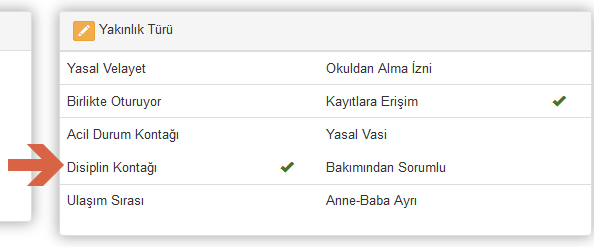 Yakınlık Türü
Yasal Velayet Okuldan Alma İzni
Birlikte Oturuyor Kayıtlara Erişim
Acil Durum Kontağı Yasal Vasi
Disiplin Kontağı Bakımından Sorumlu
Ulaşım Sırası Anne-Baba Ayrı